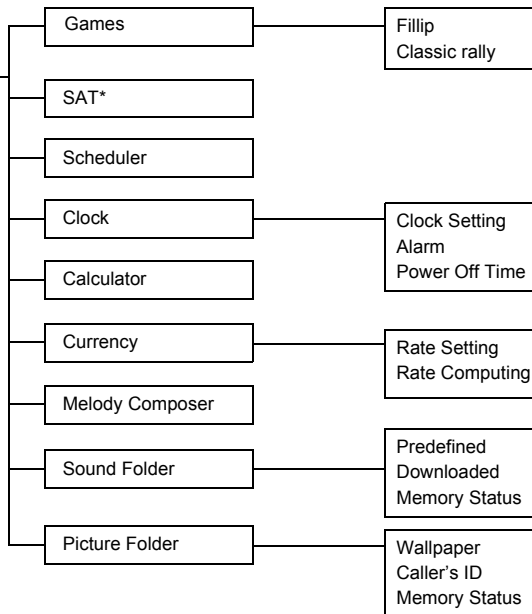 Games
Fillip
Classic rally
SAT*
Scheduler
Clock
Clock Setting
Alarm
Power Off Time
Calculator
Currency
Rate Setting
Rate Computing
Melody Composer
Sound Folder
Predefined
Downloaded
Memory Status
Picture Folder
Wallpaper
Caller's ID
Memory Status